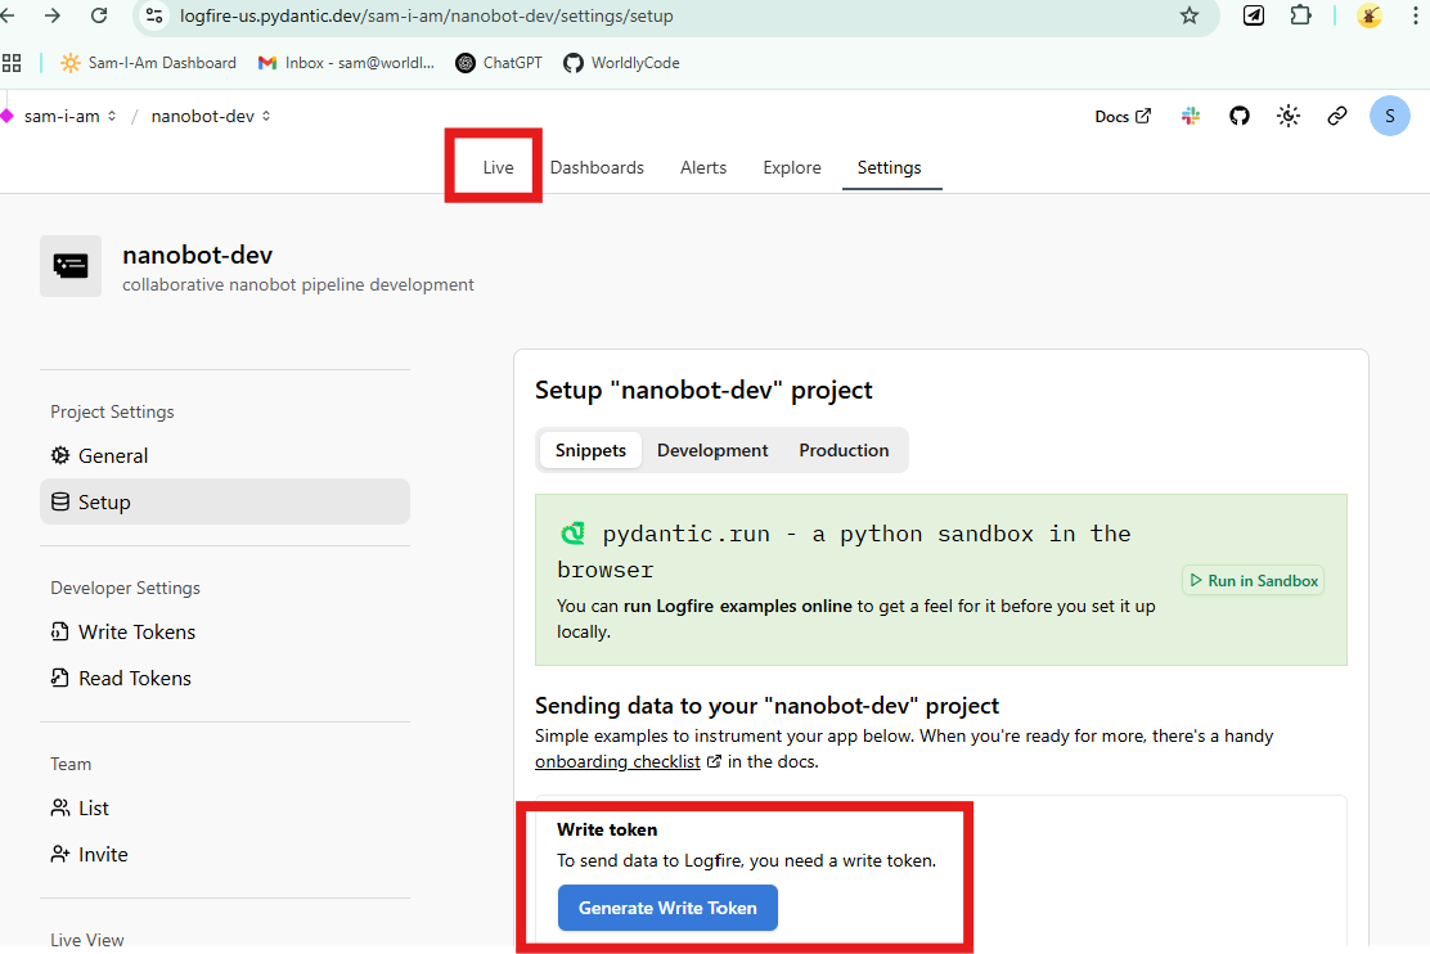 logfire-us.pydantic.dev/sam-i-am/nanobot-dev/settings/setup
Sam-I-Am Dashboard
Inbox - sam@worldl...
ChatGPT
WorldlyCode
sam-i-am / nanobot-dev
Docs
S
Live
Dashboards
Alerts
Explore
Settings
nanobot-dev
collaborative nanobot pipeline development
Project Settings
General
Setup
Developer Settings
Write Tokens
Read Tokens
Team
List
Invite
Live View
Setup "nanobot-dev" project
Snippets
Development
Production
pydantic.run - a python sandbox in the
browser
You can run Logfire examples online to get a feel for it before you set it up
locally.
Run in Sandbox
Sending data to your "nanobot-dev" project
Simple examples to instrument your app below. When you're ready for more, there's a handy
onboarding checklist in the docs.
Write token
To send data to Logfire, you need a write token.
Generate Write Token